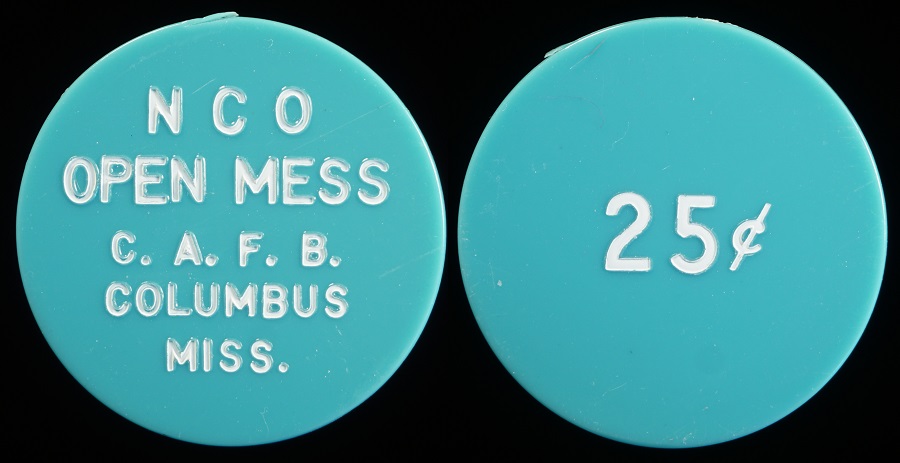 N C O
OPEN MESS
C. A. F. B.
COLUMBUS
MISS.
25¢